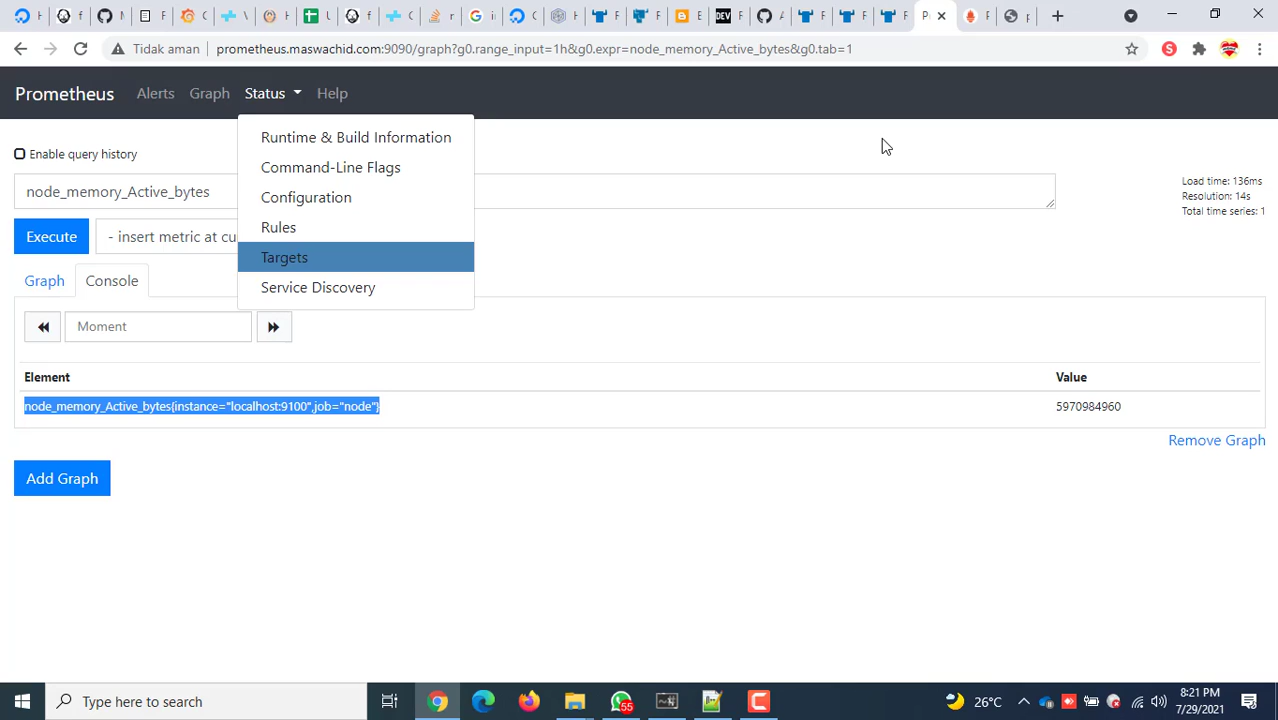 Tidak aman prometheus.maswachid.com:9090/graph?g0.range_input=1h&g0.expr=node_memory_Active_bytes&g0.tab=1
Prometheus Alerts Graph Status Help
Runtime & Build Information
Command-Line Flags
Configuration
Rules
Targets
Service Discovery
Enable query history
node_memory_Active_bytes
Load time: 136ms
Resolution: 14s
Total time series: 1
Execute - insert metric at cu
Graph Console
Moment
Element Value
node_memory_Active_bytes{instance="localhost:9100",job="node"} 5970984960
Remove Graph
Add Graph
Type here to search
55
26°C
8:21 PM
7/29/2021